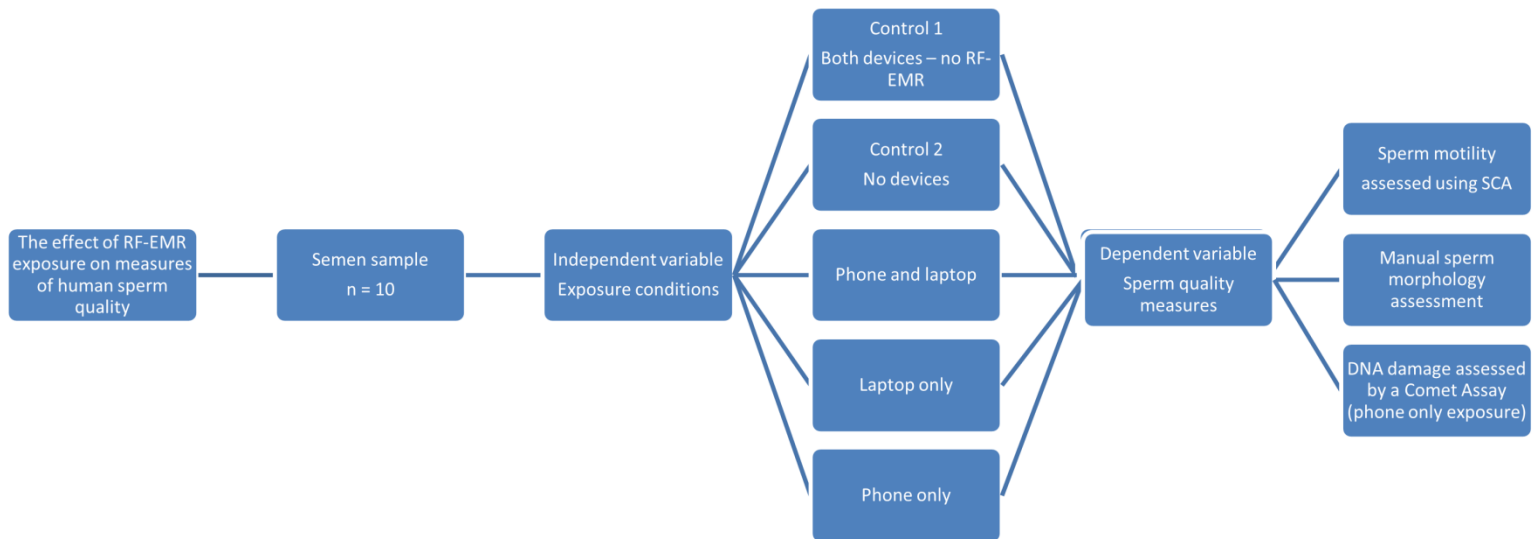 The effect of RF-EMR
exposure on measures
of human sperm
quality
Semen sample
n = 10
Independent variable
Exposure conditions
Control 1
Both devices – no RF-
EMR
Control 2
No devices
Phone and laptop
Laptop only
Phone only
Dependent variable
Sperm quality
measures
Sperm motility
assessed using SCA
Manual sperm
morphology
assessment
DNA damage assessed
by a Comet Assay
(phone only exposure)